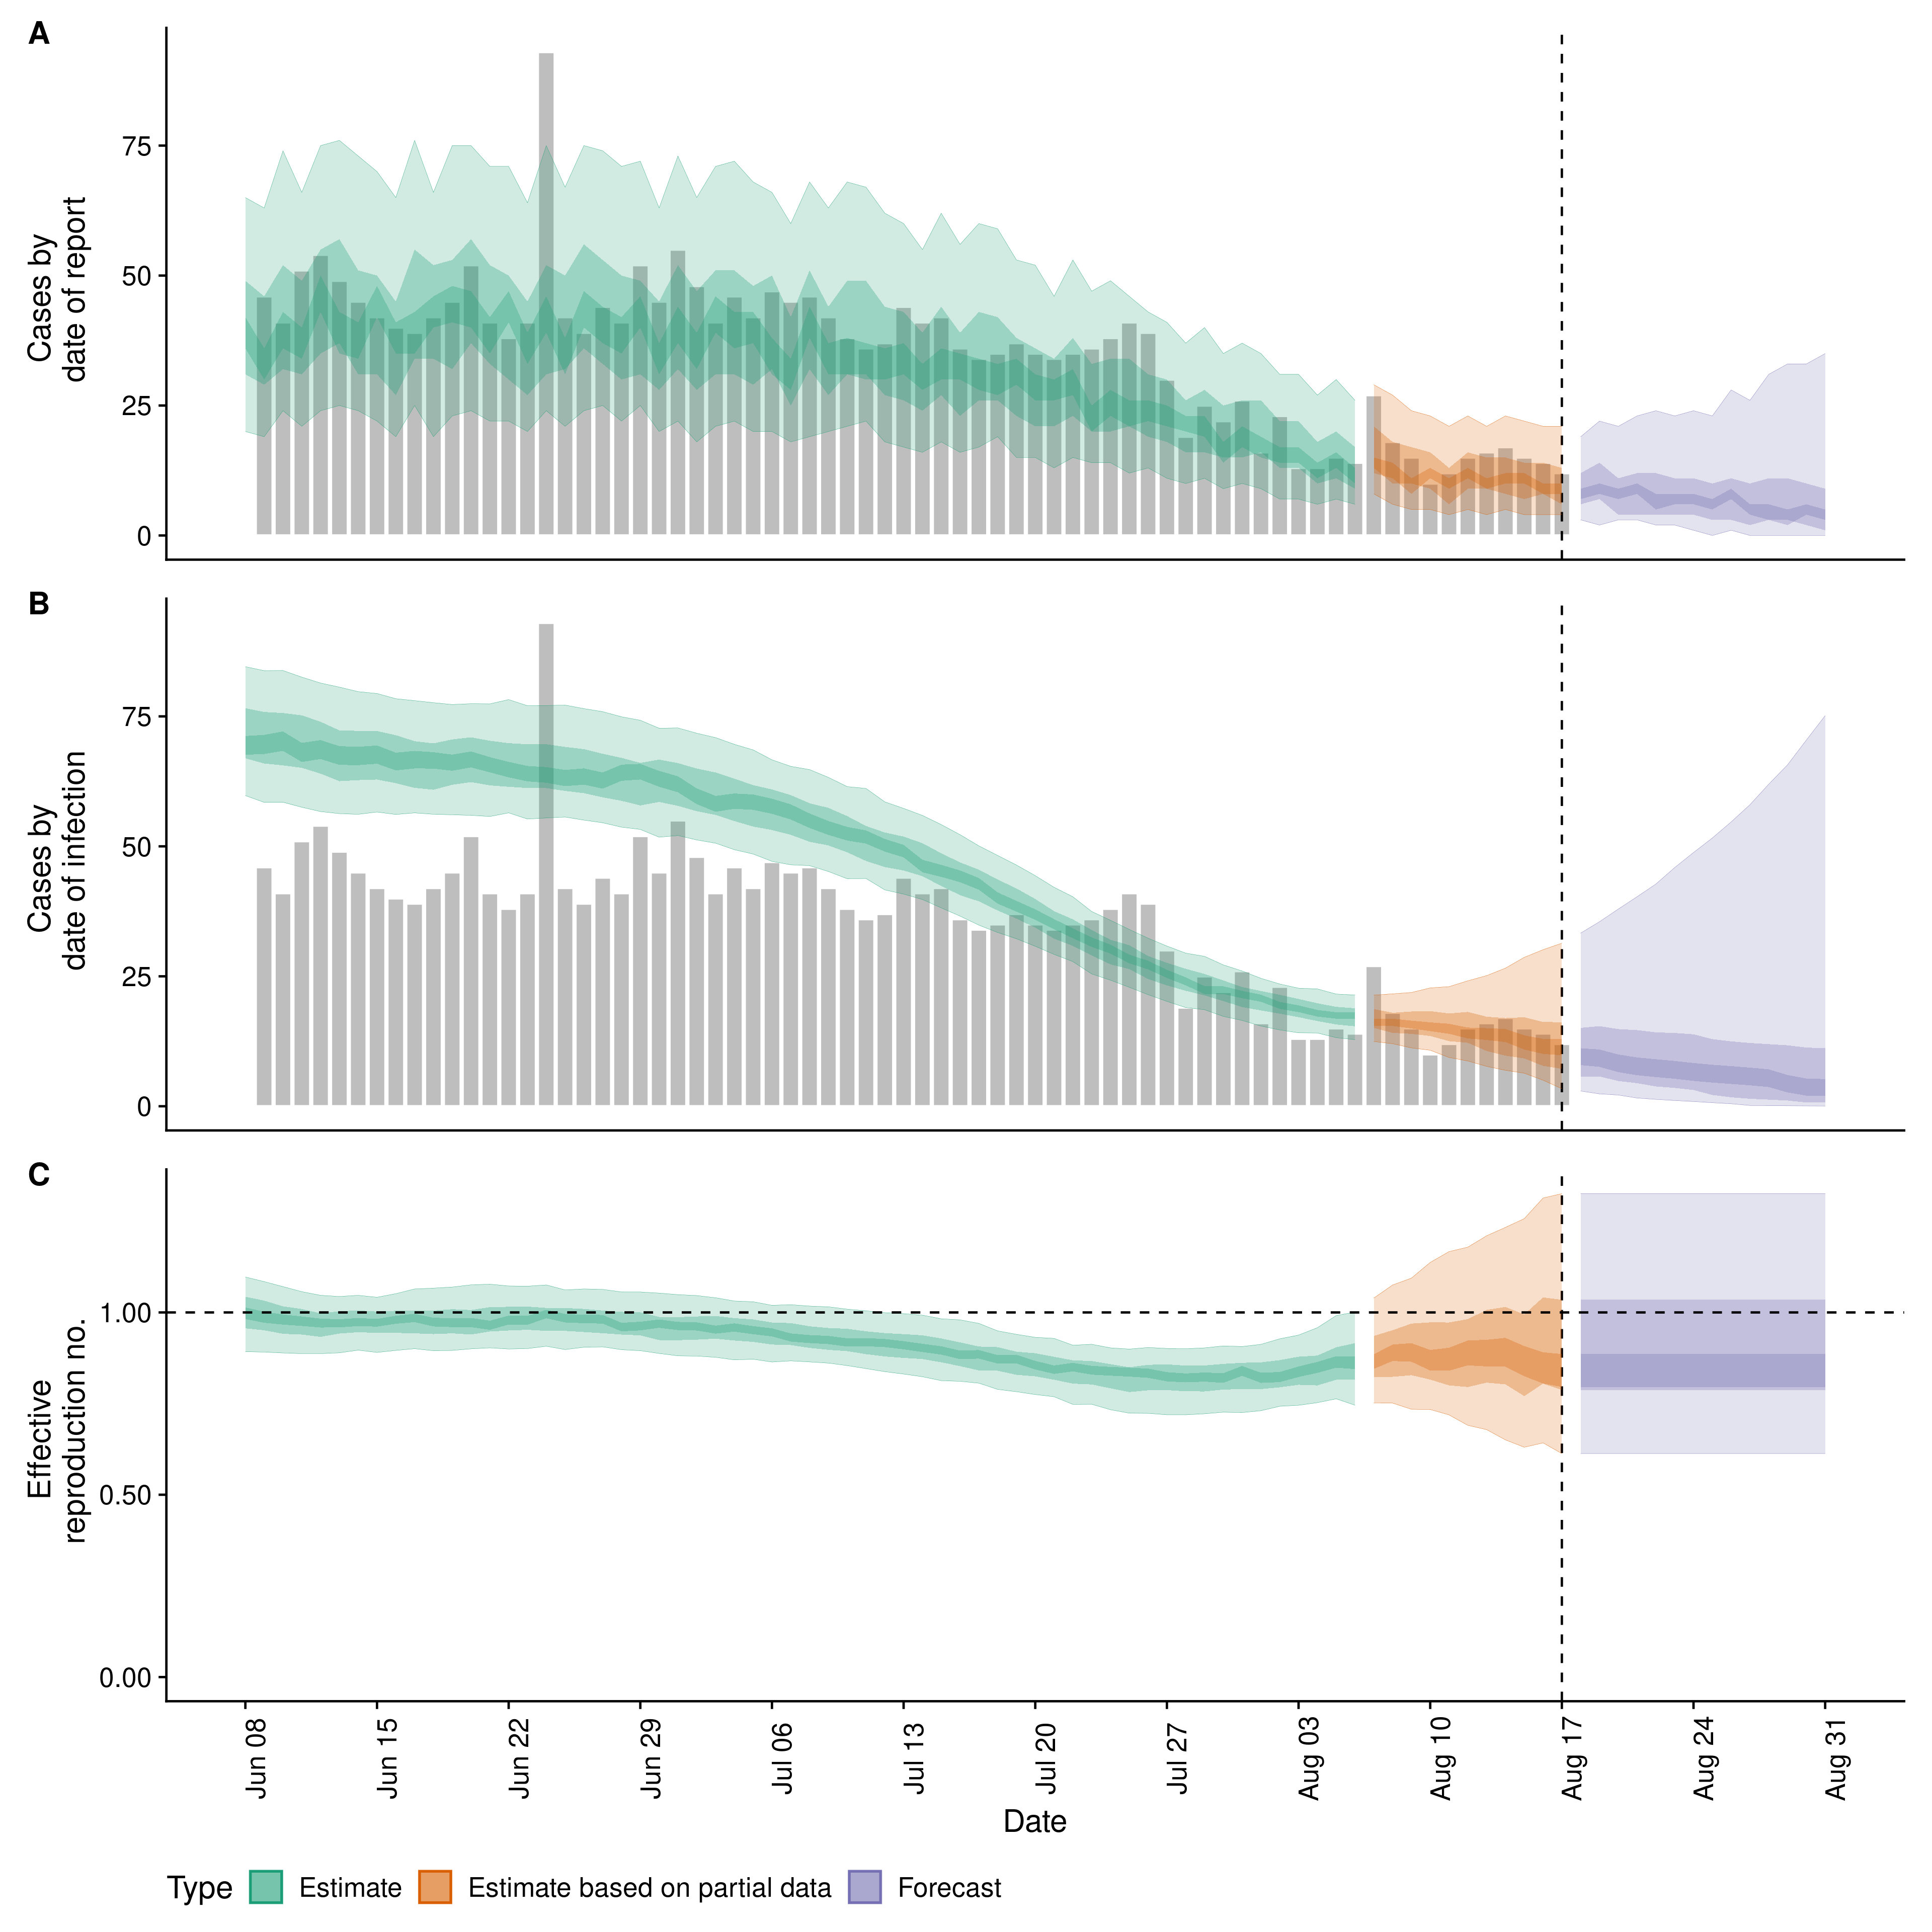 A
75
50
25
0
Cases by
date of report
B
75
50
25
0
Cases by
date of infection
C
1.00
0.50
0.00
Effective
reproduction no.
Jun 08
Jun 15
Jun 22
Jun 29
Jul 06
Jul 13
Jul 20
Jul 27
Aug 03
Aug 10
Aug 17
Aug 24
Aug 31
Date
Type Estimate Estimate based on partial data Forecast